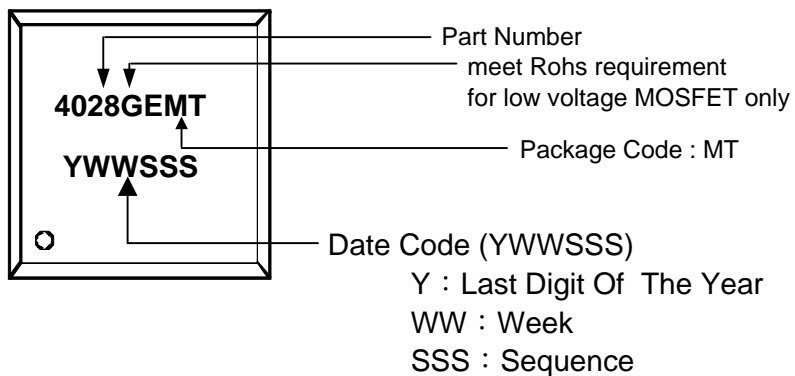 Part Number
meet Rohs requirement
for low voltage MOSFET only
4028GEMT
Package Code : MT
YWWSSS
Date Code (YWWSSS)
Y：Last Digit Of The Year
WW：Week
SSS：Sequence